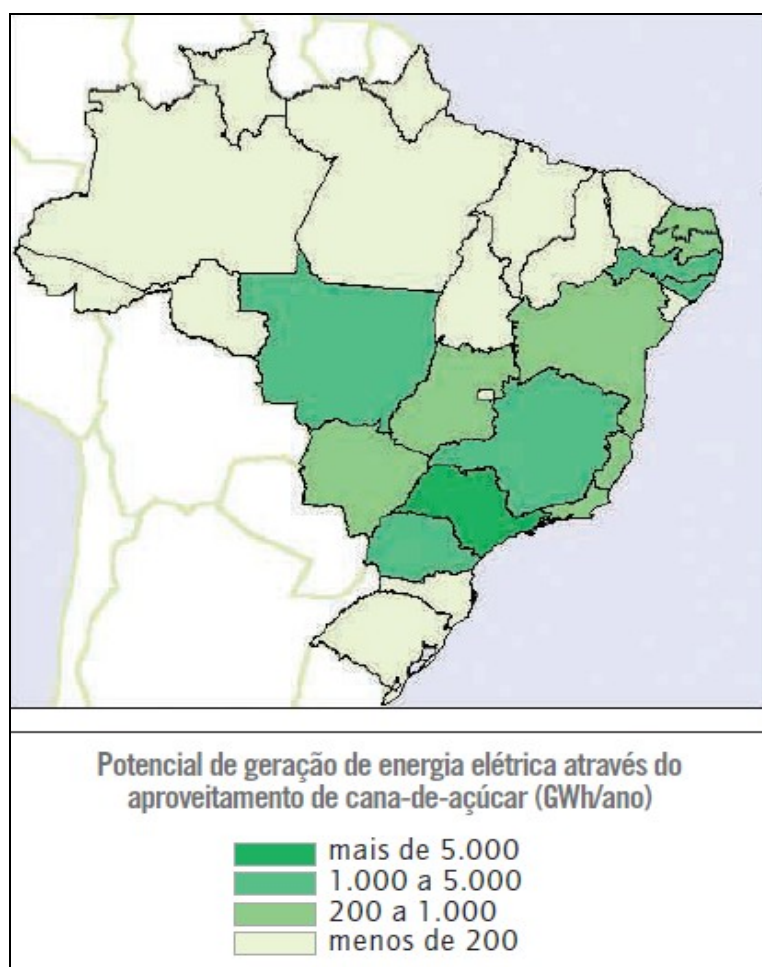 Potencial de geração de energia elétrica através do
aproveitamento de cana-de-açúcar (GWh/ano)
mais de 5.000
1.000 a 5.000
200 a 1.000
menos de 200